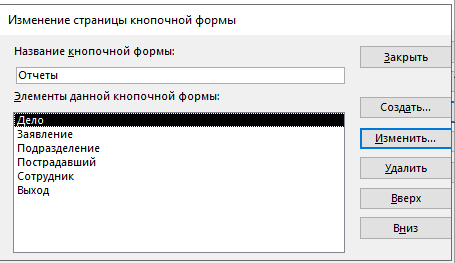 Изменение страницы кнопочной формы
Название кнопочной формы:
Закрыть
Отчеты
Элементы данной кнопочной формы:
Создать...
Дело
Заявление
Изменить...
Подразделение
Пострадавший
Удалить
Сотрудник
Выход
Вверх
Вниз